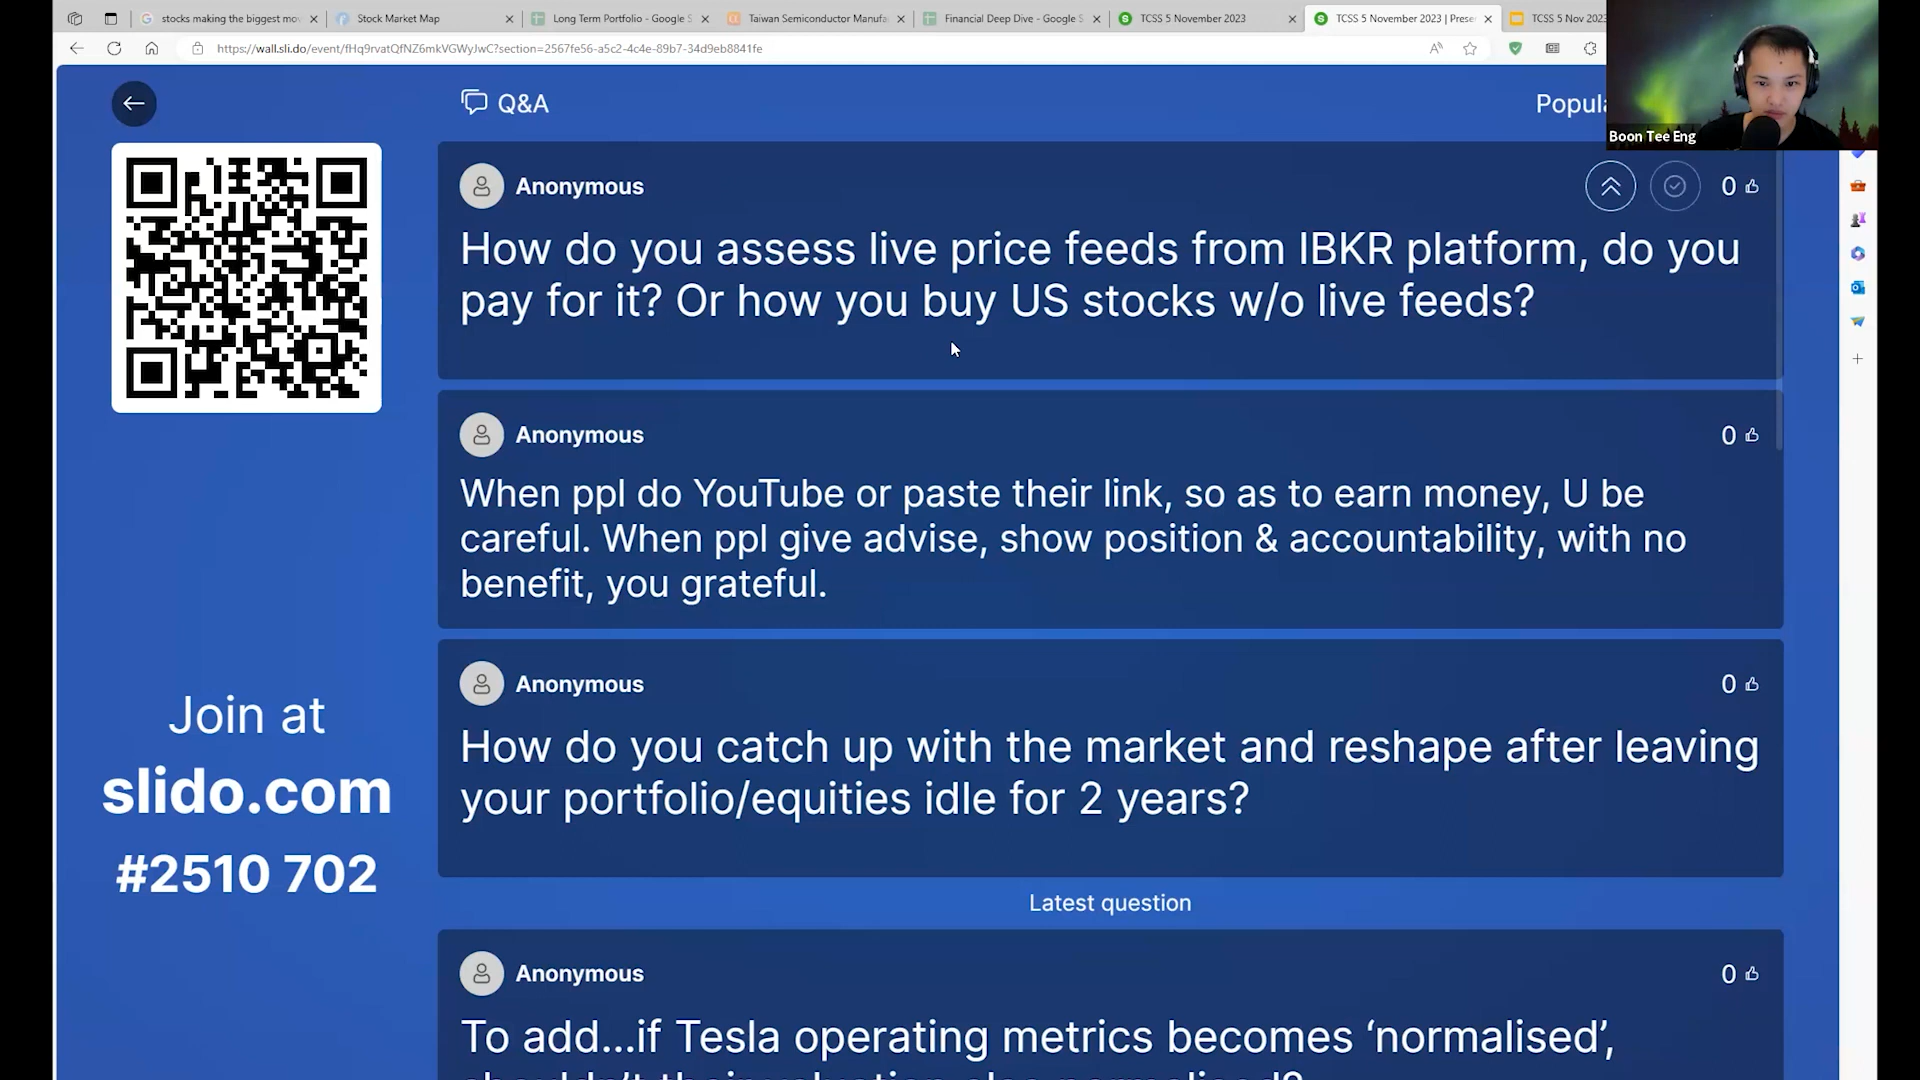 stocks making the biggest mo
Stock Market Map
Long Term Portfolio - Google S
Taiwan Semiconductor Manufa
Financial Deep Dive - Google S
TCSS 5 November 2023
TCSS 5 November 2023 | Prese
TCSS 5 Nov 2023
https://wall.sli.do/event/fHq9rvatQfNZ6mkVGWyJwC?section=2567fe56-a5c2-4c4e-89b7-34d9eb8841fe
Q&A
Popula
Boon Tee Eng
Anonymous
0
How do you assess live price feeds from IBKR platform, do you
pay for it? Or how you buy US stocks w/o live feeds?
Anonymous
0
When ppl do YouTube or paste their link, so as to earn money, U be
careful. When ppl give advise, show position & accountability, with no
benefit, you grateful.
Anonymous
0
How do you catch up with the market and reshape after leaving
your portfolio/equities idle for 2 years?
Join at
slido.com
#2510 702
Latest question
Anonymous
0
To add...if Tesla operating metrics becomes ‘normalised’,